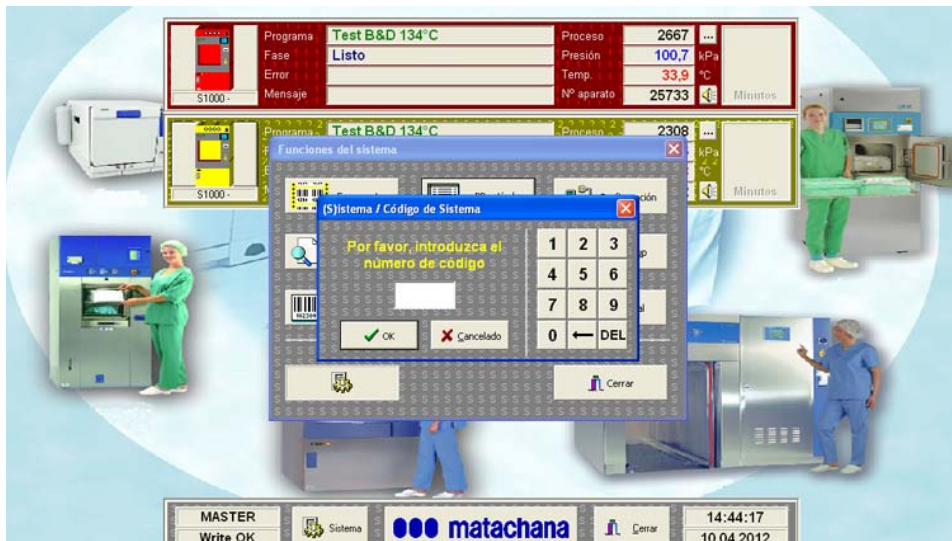 Programa Test B&D 134°C Proceso 2667 ...
Fase Listo Presión 100,7 kPa
Error Temp. 33,9 °C
Mensaje Nº aparato 25733 Minutos
S1000 -
Programa Test B&D 134°C Proceso 2308 ...
kPa
°C
S1000 - Minutos
Funciones del sistema
(S)istema / Código de Sistema
Por favor, introduzca el
número de código
1 2 3
4 5 6
7 8 9
0 ← DEL
OK Cancelado
Cerrar
MASTER
Write OK
Sistema
matachana
Cerrar
14:44:17
10.04.2012